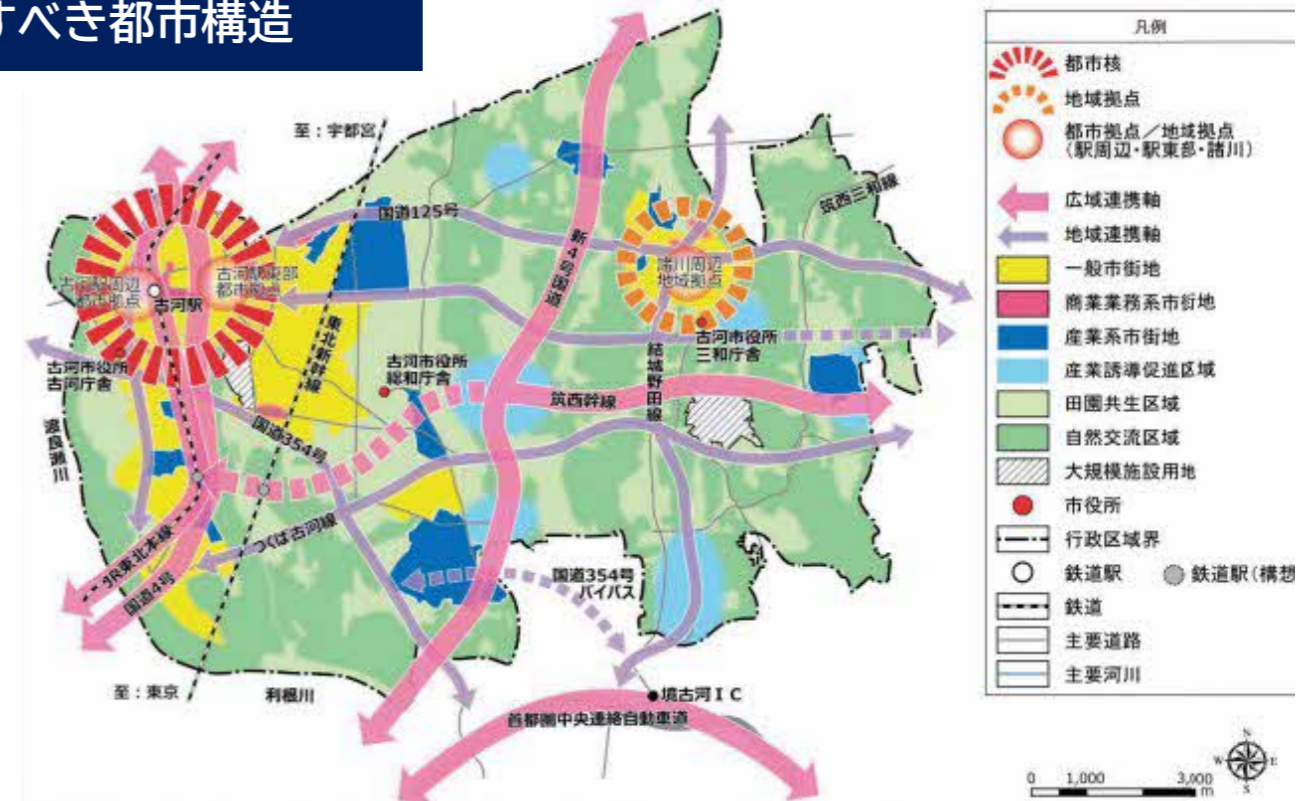 すべき都市構造
至：宇都宮
国道125号
新4号国道
筑西三和線
古河駅周辺
都市拠点
古河駅
古河駅東部
都市拠点
諸川周辺
地域拠点
東北新幹線
古河市役所
古河庁舎
古河市役所
総和庁舎
古河市役所
三和庁舎
結城野田線
筑西幹線
渡良瀬川
国道354号
つくば古河線
JR東北本線
国道4号
国道354号
バイパス
至：東京
利根川
境古河IC
首都圏中央連絡自動車道
凡例
都市核
地域拠点
都市拠点／地域拠点
（駅周辺・駅東部・諸川）
広域連携軸
地域連携軸
一般市街地
商業業務系市街地
産業系市街地
産業誘導促進区域
田園共生区域
自然交流区域
大規模施設用地
市役所
行政区域界
鉄道駅 鉄道駅（構想
鉄道
主要道路
主要河川
N
W E
S
0 1,000 3,000
m